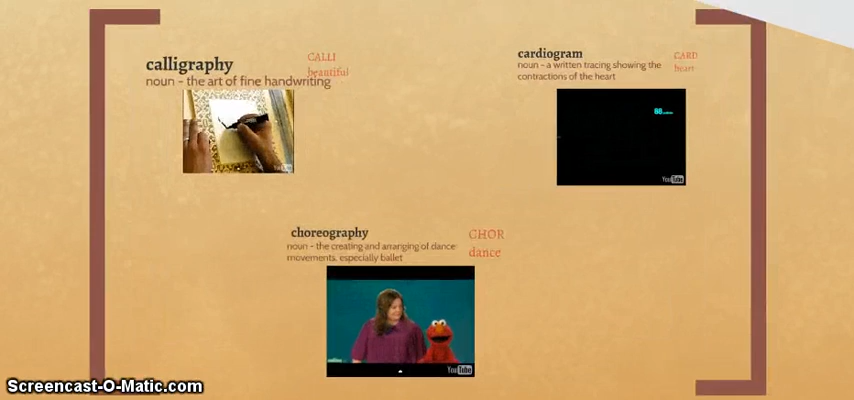 calligraphy
noun - the art of fine handwriting
CALLI
beautiful
cardiogram
noun - a written tracing showing the
contractions of the heart
CARD
heart
YouTube
88
YouTube
choreography
noun - the creating and arranging of dance
movements, especially ballet
CHOR
dance
YouTube
Screencast-O-Matic.com